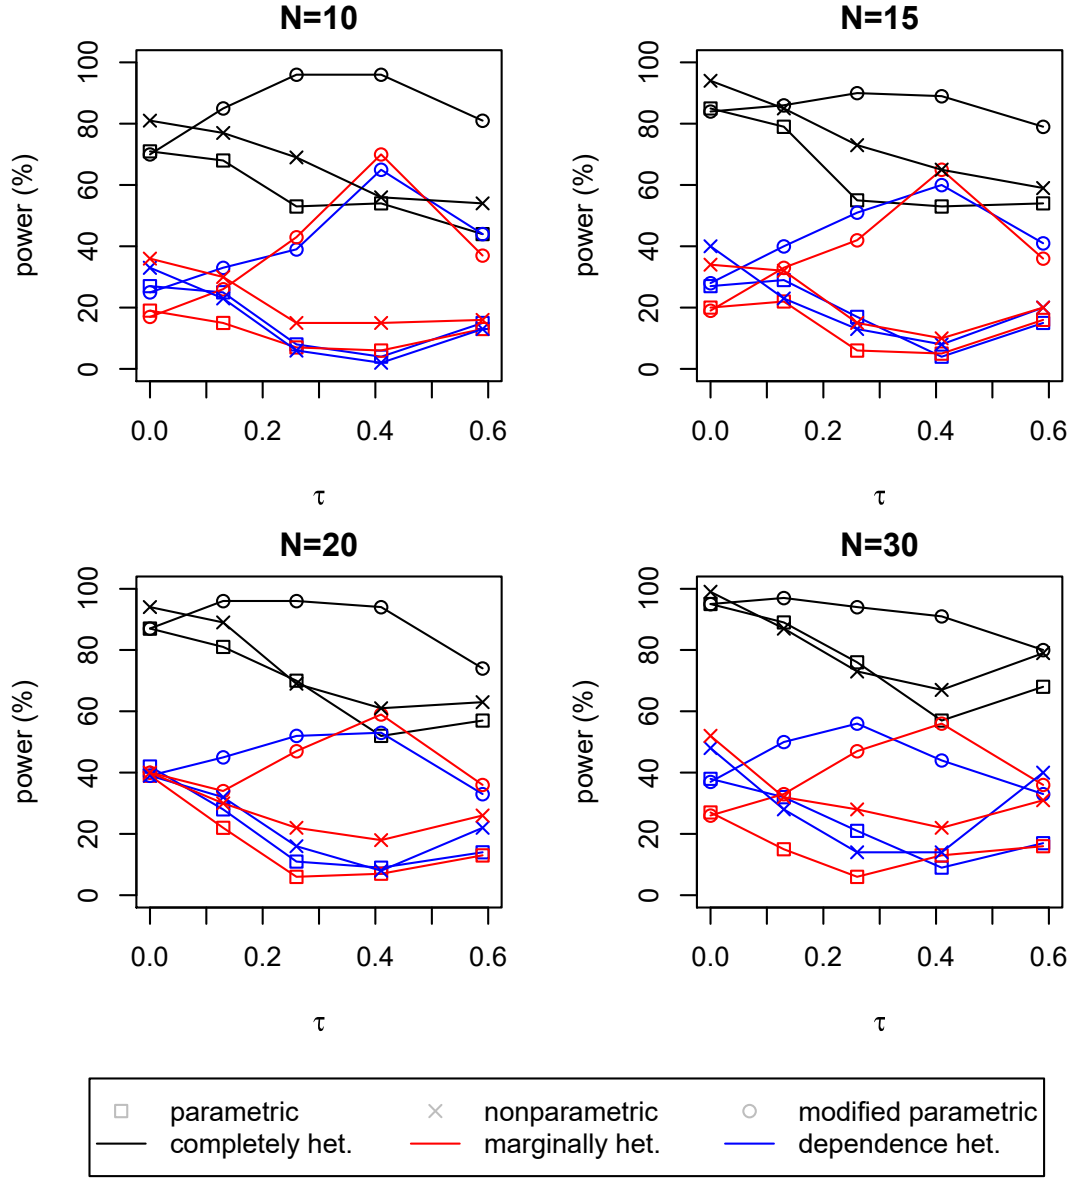 N=10
N=15
power (%)
0 20 40 60 80 100
0.0 0.2 0.4 0.6
τ
power (%)
0 20 40 60 80 100
0.0 0.2 0.4 0.6
τ
N=20
N=30
power (%)
0 20 40 60 80 100
0.0 0.2 0.4 0.6
τ
power (%)
0 20 40 60 80 100
0.0 0.2 0.4 0.6
τ
parametric nonparametric modified parametric
completely het. marginally het. dependence het.